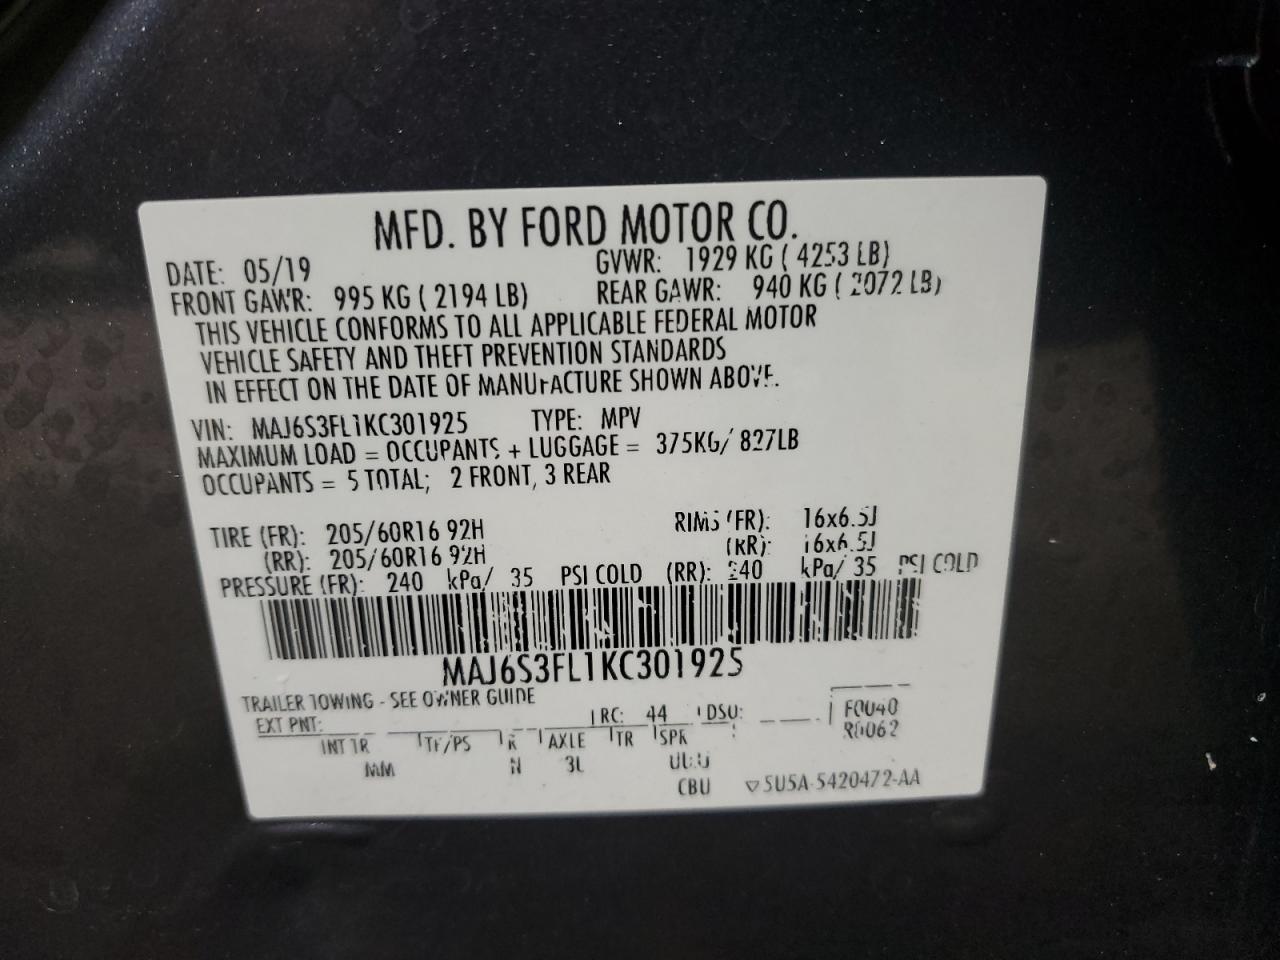 MFD. BY FORD MOTOR CO.
DATE: 05/19 GVWR: 1929 KG ( 4253 LB)
FRONT GAWR: 995 KG ( 2194 LB) REAR GAWR: 940 KG ( 2072 LB)
THIS VEHICLE CONFORMS TO ALL APPLICABLE FEDERAL MOTOR
VEHICLE SAFETY AND THEFT PREVENTION STANDARDS
IN EFFECT ON THE DATE OF MANUFACTURE SHOWN ABOVE.
VIN: MAJ6S3FL1KC301925 TYPE: MPV
MAXIMUM LOAD = OCCUPANTS + LUGGAGE = 375KG/ 827LB
OCCUPANTS = 5 TOTAL; 2 FRONT, 3 REAR
TIRE (FR): 205/60R16 92H RIMS (FR): 16x6.5J
(RR): 205/60R16 92H (RR): 16x6.5J
PRESSURE (FR): 240 kPa/ 35 PSI COLD (RR): 240 kPa/ 35 PSI COLD
MAJ6S3FL1KC301925
TRAILER TOWING - SEE OWNER GUIDE
EXT PNT: RC: 44 DSO: F0040
INT TR TP/PS R AXLE TR SPR R0062
MM N 3L
CBU ▽5U5A-5420472-AA